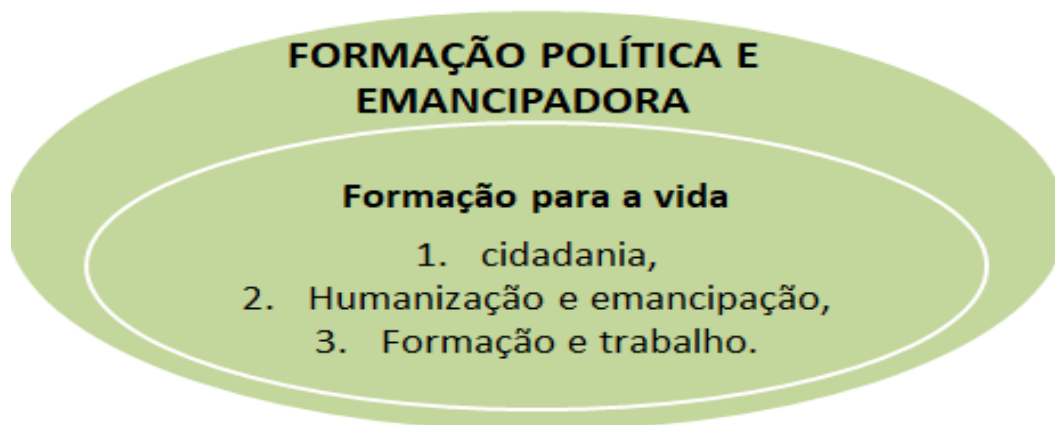 FORMAÇÃO POLÍTICA E
EMANCIPADORA
Formação para a vida
1. cidadania,
2. Humanização e emancipação,
3. Formação e trabalho.